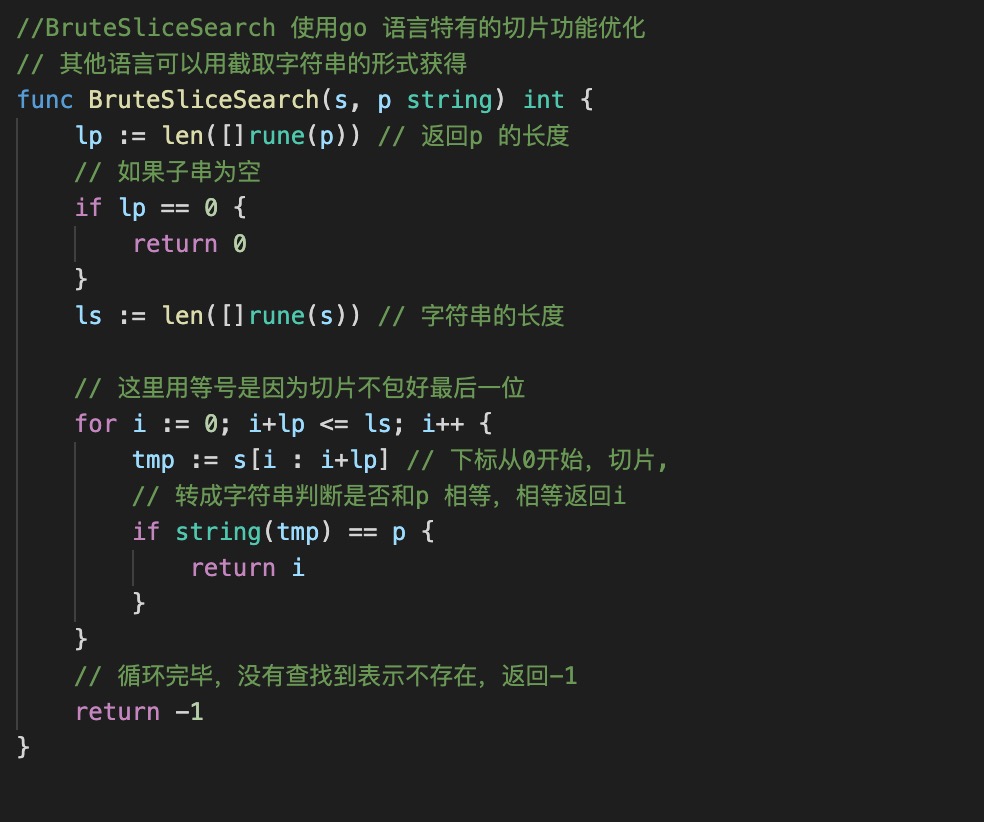 //BruteSliceSearch 使用go 语言特有的切片功能优化
// 其他语言可以用截取字符串的形式获得
func BruteSliceSearch(s, p string) int {
    lp := len([]rune(p)) // 返回p 的长度
    // 如果子串为空
    if lp == 0 {
        return 0
    }
    ls := len([]rune(s)) // 字符串的长度

    // 这里用等号是因为切片不包好最后一位
    for i := 0; i+lp <= ls; i++ {
        tmp := s[i : i+lp] // 下标从0开始，切片,
        // 转成字符串判断是否和p 相等，相等返回i
        if string(tmp) == p {
            return i
        }
    }
    // 循环完毕，没有查找到表示不存在，返回-1
    return -1
}